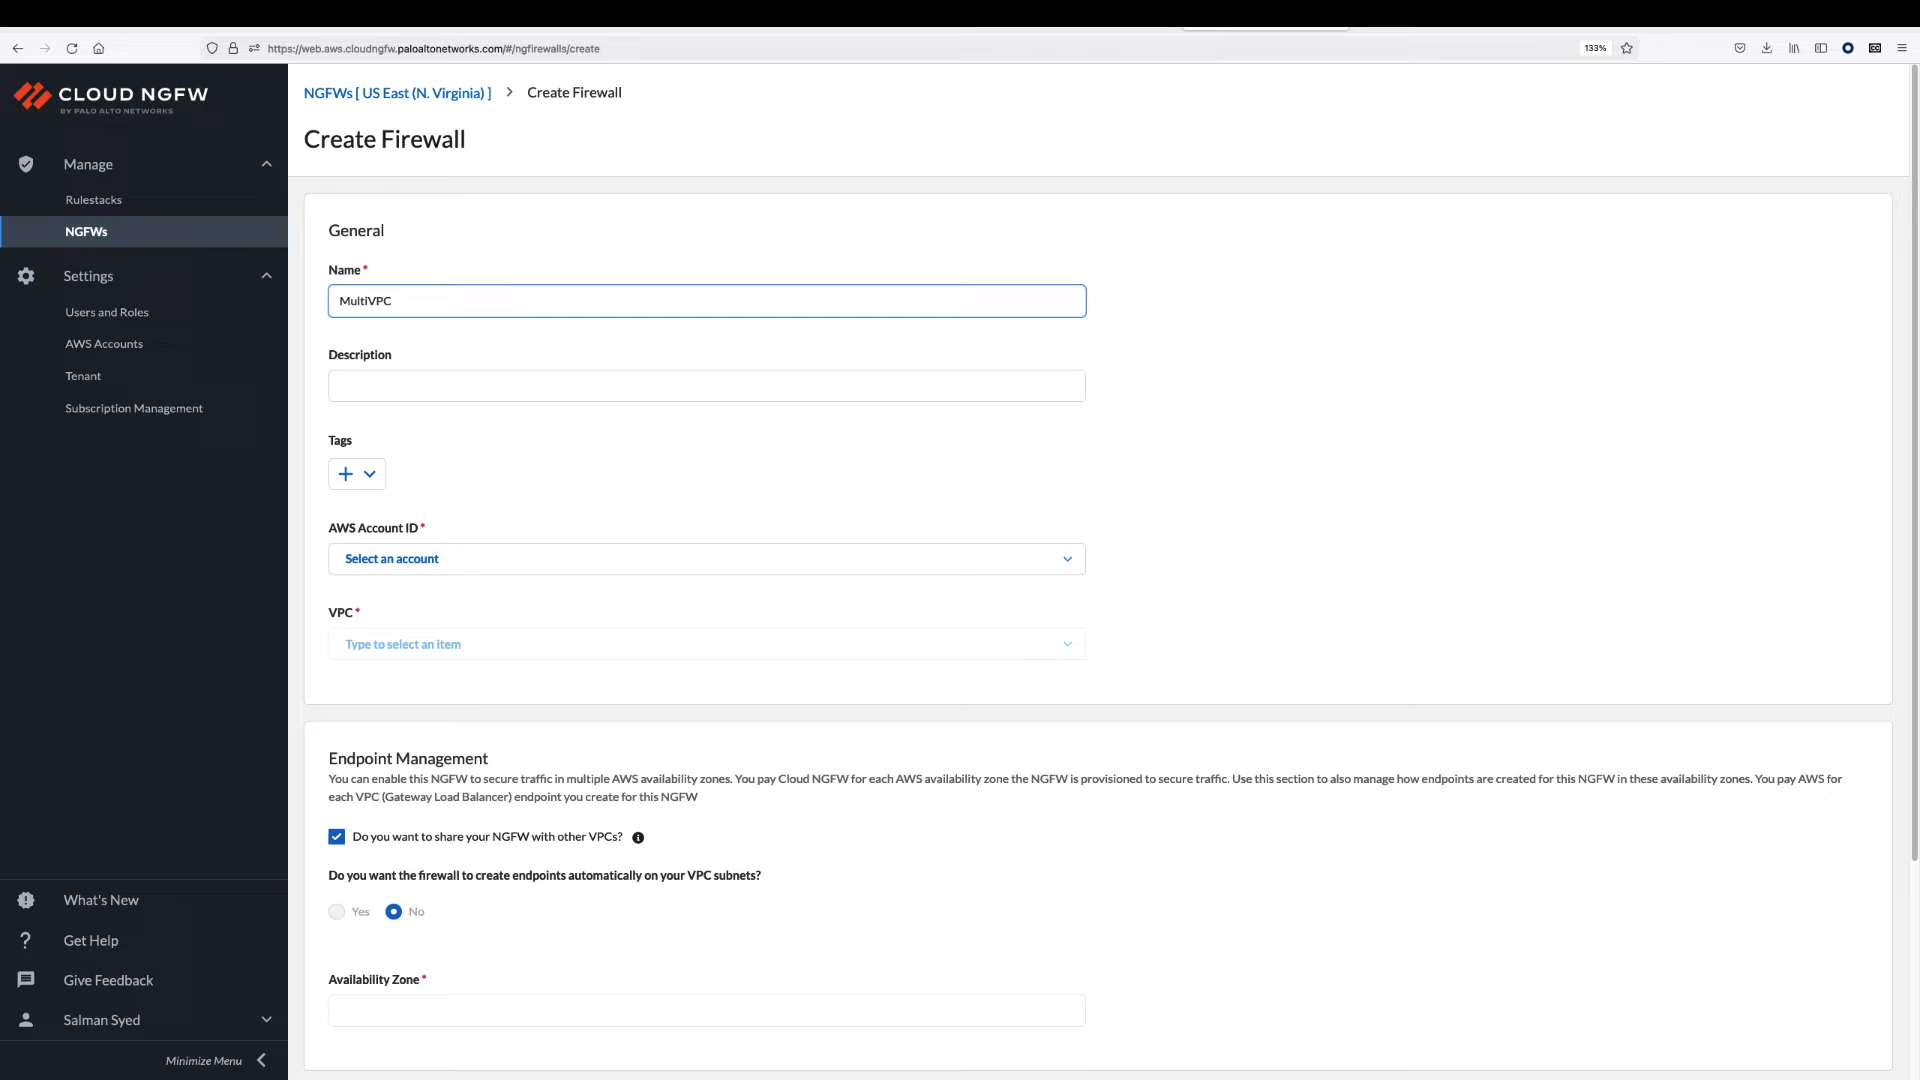 https://web.aws.cloudngfw.paloaltonetworks.com/#/ngfirewalls/create
133%
CLOUD NGFW
BY PALO ALTO NETWORKS
Manage
Rulestacks
NGFWs
Settings
Users and Roles
AWS Accounts
Tenant
Subscription Management
What's New
Get Help
Give Feedback
Salman Syed
Minimize Menu
NGFWs [ US East (N. Virginia) ] > Create Firewall
Create Firewall
General
Name *
MultiVPC
Description
Tags
AWS Account ID *
Select an account
VPC *
Type to select an item
Endpoint Management
You can enable this NGFW to secure traffic in multiple AWS availability zones. You pay Cloud NGFW for each AWS availability zone the NGFW is provisioned to secure traffic. Use this section to also manage how endpoints are created for this NGFW in these availability zones. You pay AWS for
each VPC (Gateway Load Balancer) endpoint you create for this NGFW
Do you want to share your NGFW with other VPCs?
Do you want the firewall to create endpoints automatically on your VPC subnets?
Yes No
Availability Zone *